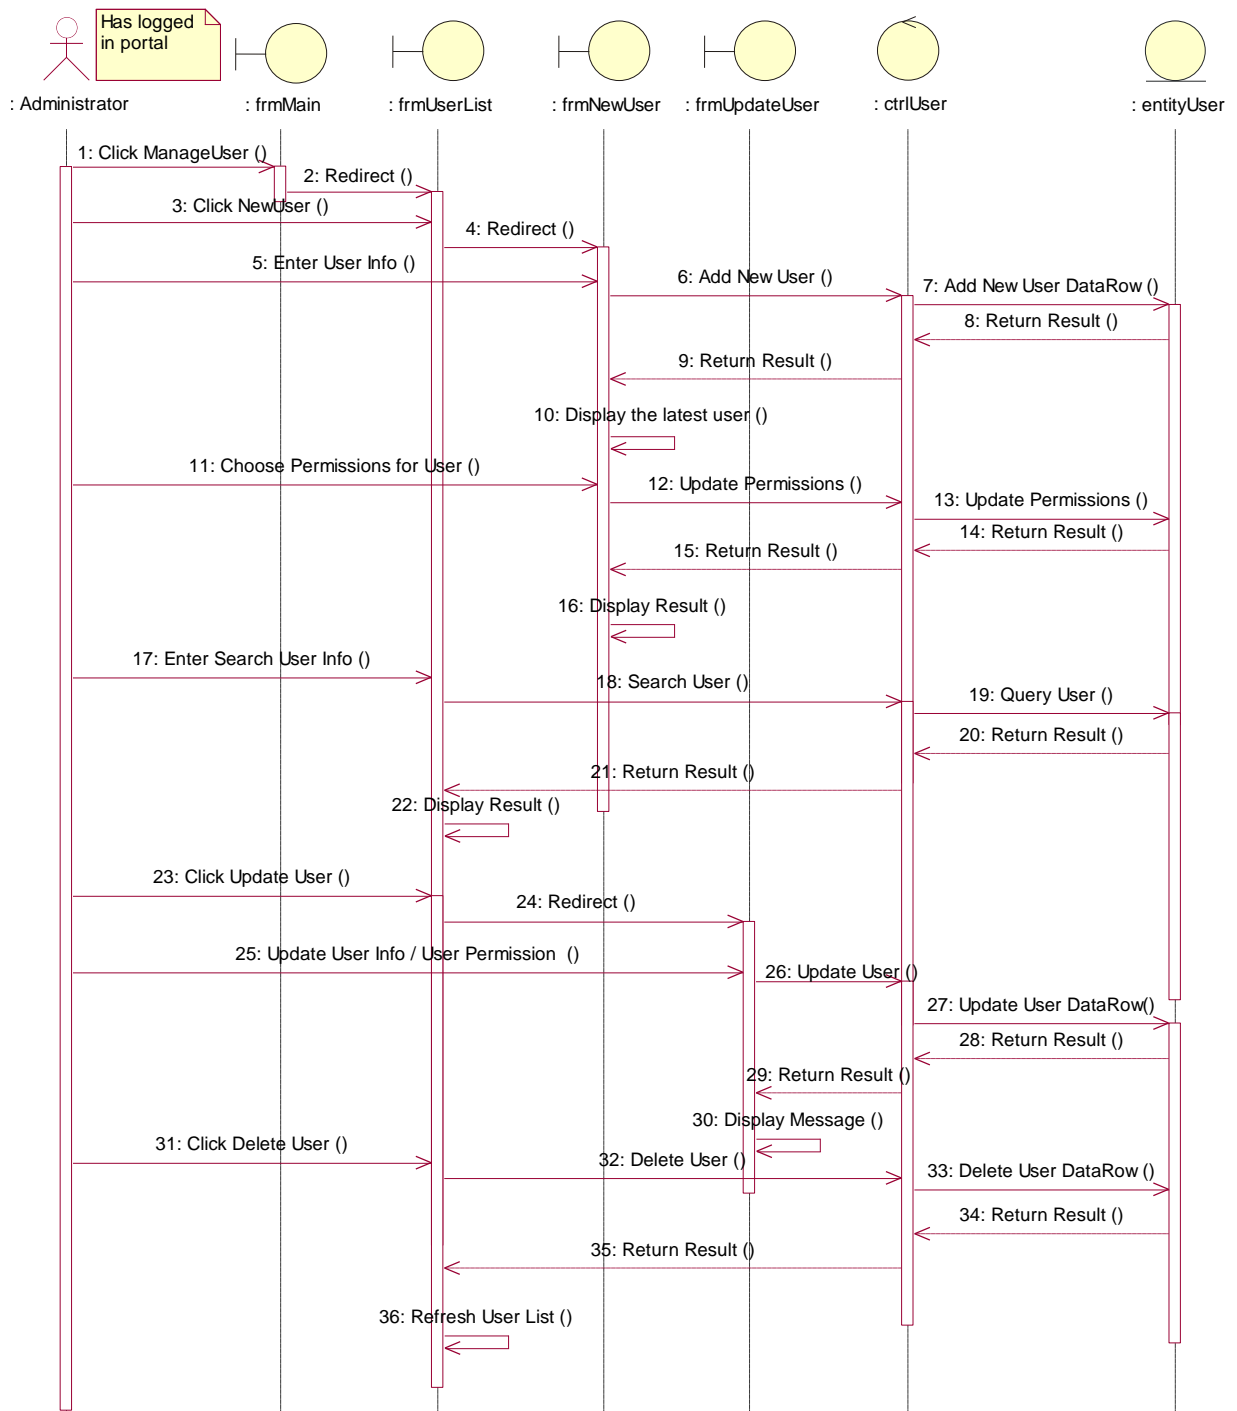 Has logged
in portal
: Administrator
: frmMain
: frmUserList
: frmNewUser
: frmUpdateUser
: ctrlUser
: entityUser
1: Click ManageUser ()
2: Redirect ()
3: Click NewUser ()
4: Redirect ()
5: Enter User Info ()
6: Add New User ()
7: Add New User DataRow ()
8: Return Result ()
9: Return Result ()
10: Display the latest user ()
11: Choose Permissions for User ()
12: Update Permissions ()
13: Update Permissions ()
14: Return Result ()
15: Return Result ()
16: Display Result ()
17: Enter Search User Info ()
18: Search User ()
19: Query User ()
20: Return Result ()
21: Return Result ()
22: Display Result ()
23: Click Update User ()
24: Redirect ()
25: Update User Info / User Permission ()
26: Update User ()
27: Update User DataRow()
28: Return Result ()
29: Return Result ()
30: Display Message ()
31: Click Delete User ()
32: Delete User ()
33: Delete User DataRow ()
34: Return Result ()
35: Return Result ()
36: Refresh User List ()